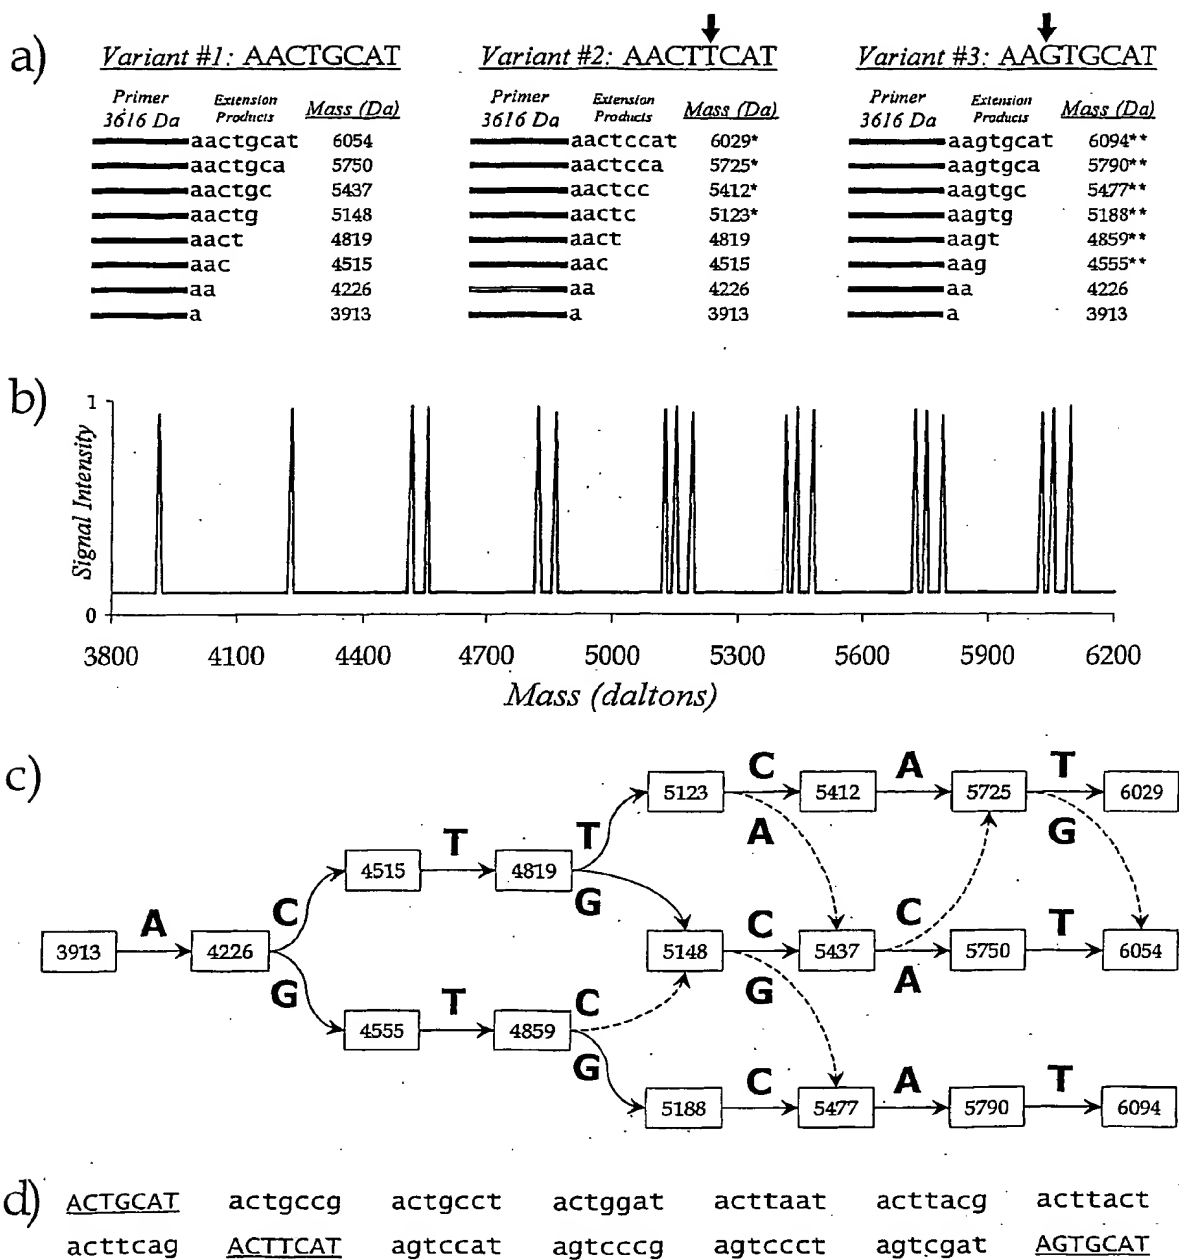 a) Variant #1: AACTGCAT Variant #2: AACTTCAT Variant #3: AAGTGCAT
Primer Extension Mass (Da) Primer Extension Mass (Da) Primer Extension Mass (Da)
3616 Da Products 3616 Da Products 3616 Da Products
aactgcat 6054 aactccat 6029* aagtgcat 6094**
aactgca 5750 aactcca 5725* aagtgca 5790**
aactgc 5437 aactcc 5412* aagtgc 5477**
aactg 5148 aactc 5123* aagtg 5188**
aact 4819 aact 4819 aagt 4859**
aac 4515 aac 4515 aag 4555**
aa 4226 aa 4226 aa 4226
a 3913 a 3913 a 3913
b)
1
Signal Intensity
0
3800 4100 4400 4700 5000 5300 5600 5900 6200
Mass (daltons)
c)
C A T
5123 5412 5725 6029
T T A G
4515 4819
C G C C T
A
3913 4226 5148 5437 5750 6054
G T C G A
4555 4859
G C A T
5188 5477 5790 6094
d) ACTGCAT actgccg actgcct actggat acttaat acttacg acttact
acttcag ACTTCAT agtccat agtcccg agtccct agtcgat AGTGCAT